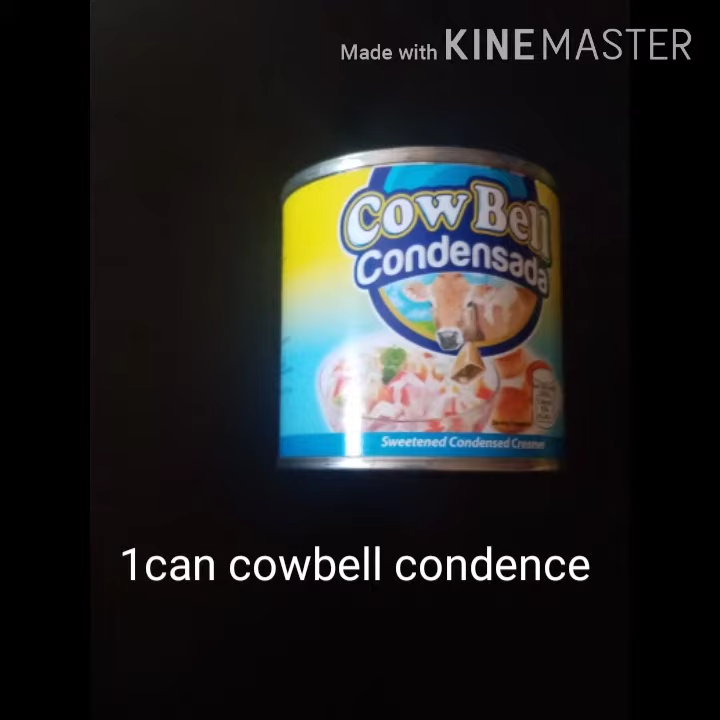 Made with KINEMASTER
Cow Bell
Condensada
Sweetened Condensed Creamer
1can cowbell condence